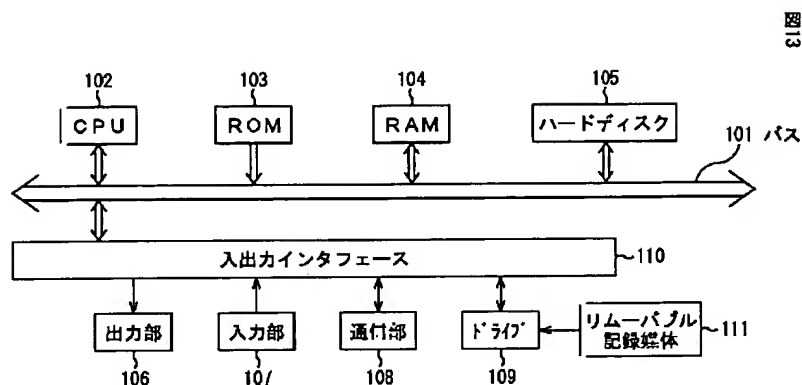 図13
102
103
104
105
CPU
ROM
RAM
ハードディスク
101 バス
入出力インタフェース
110
出力部
入力部
通付部
ドライブ
リムーバブル
記録媒体
111
106
107
108
109